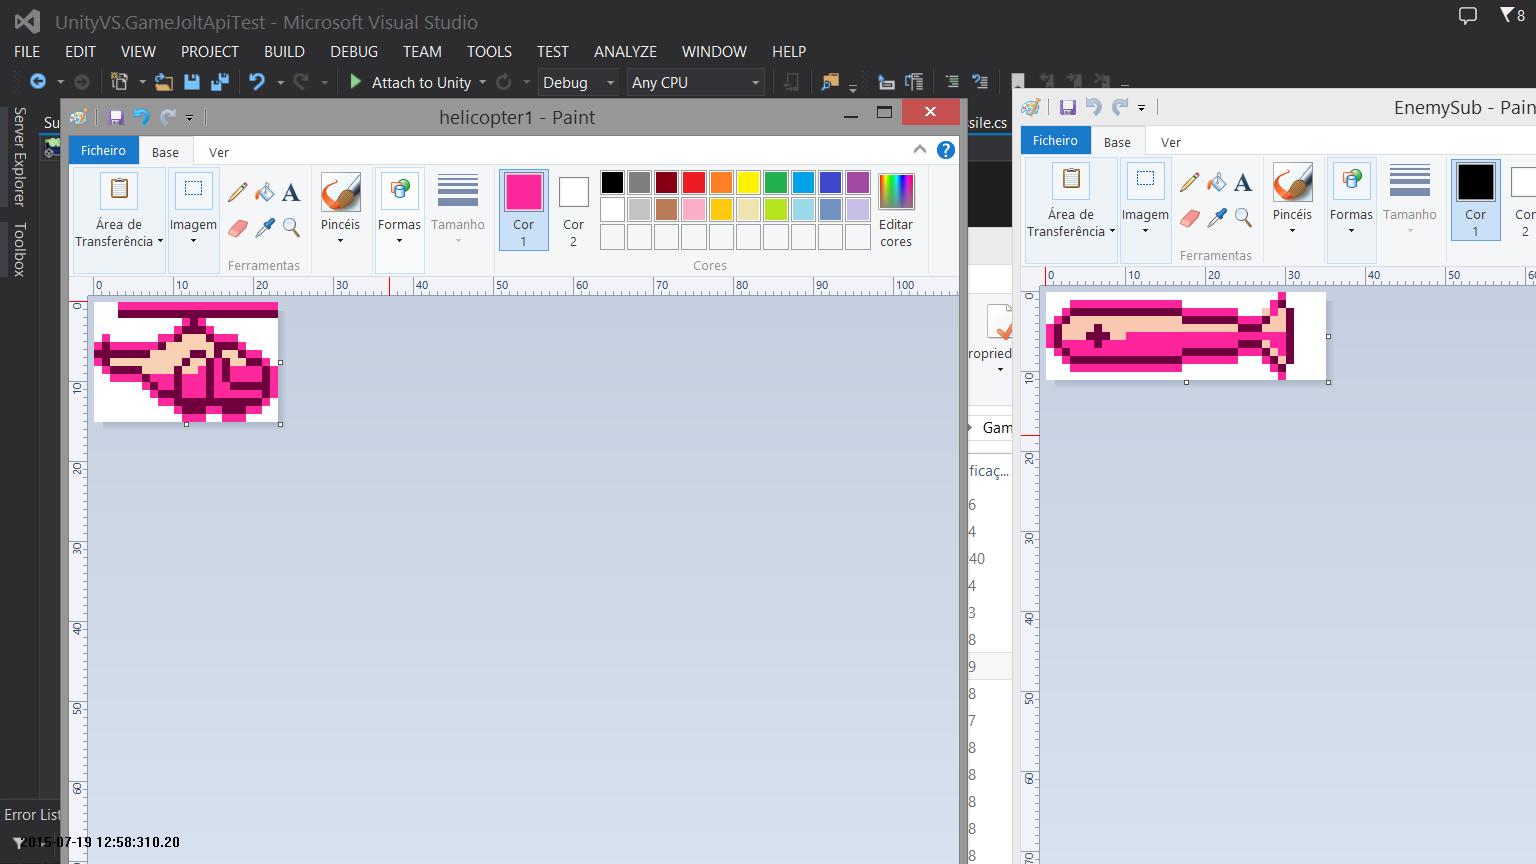 UnityVS.GameJoltApiTest - Microsoft Visual Studio
8
FILE EDIT VIEW PROJECT BUILD DEBUG TEAM TOOLS TEST ANALYZE WINDOW HELP
Attach to Unity Debug Any CPU
Server Explorer
Toolbox
Su
helicopter1 - Paint
Ficheiro Base Ver
Área de Transferência
Imagem
A
Ferramentas
Pincéis
Formas
Tamanho
Cor 1
Cor 2
Editar cores
Cores
0 10 20 30 40 50 60 70 80 90 100
0
10
20
30
40
50
60
sile.cs
ropried
Gam
ficaç...
6
4
40
4
3
8
9
8
7
8
8
8
8
8
EnemySub - Pain
Ficheiro Base Ver
Área de Transferência
Imagem
A
Ferramentas
Pincéis
Formas
Tamanho
Cor 1
Cor 2
0 10 20 30 40 50 60
0
10
20
30
40
50
60
70
Error List
2015-07-19 12:58:310.20